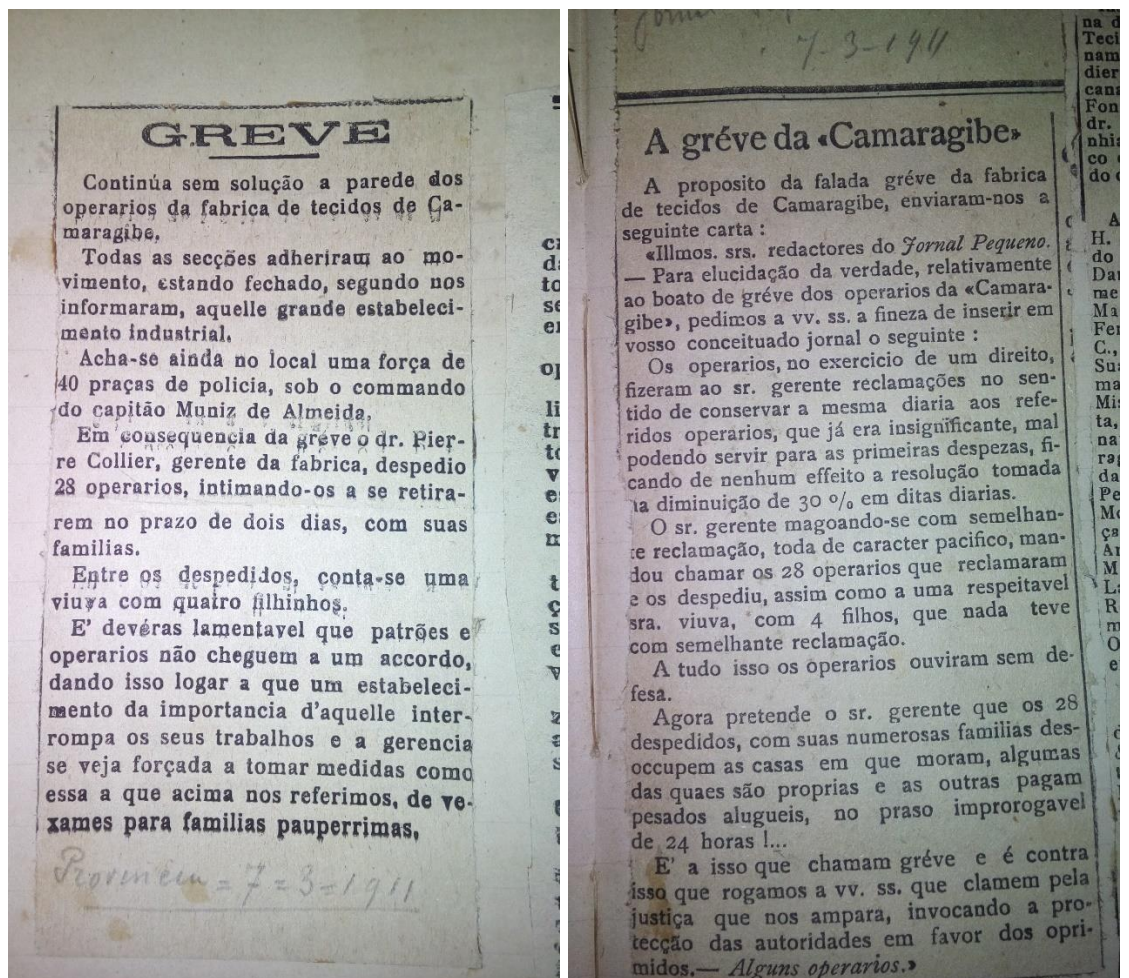 GREVE
Continúa sem solução a parede dos
operarios da fabrica de tecidos de Ca-
maragibe.
Todas as secções adheriram ao mo-
vimento, estando fechado, segundo nos
informaram, aquelle grande estabeleci-
mento industrial.
Acha-se ainda no local uma força de
40 praças de policia, sob o commando
do capitão Muniz de Almeida.
Em consequencia da gréve o dr. Pier-
re Collier, gerente da fabrica, despedio
28 operarios, intimando-os a se retira-
rem no prazo de dois dias, com suas
familias.
Entre os despedidos, conta-se uma
viuva com quatro filhinhos.
E' devéras lamentavel que patrões e
operarios não cheguem a um accordo,
dando isso logar a que um estabeleci-
mento da importancia d'aquelle inter-
rompa os seus trabalhos e a gerencia
se veja forçada a tomar medidas como
essa a que acima nos referimos, de ve-
xames para familias pauperrimas.
Provincia = 7 = 3 = 1911
7-3-1911
A gréve da «Camaragibe»
A proposito da falada gréve da fabrica
de tecidos de Camaragibe, enviaram-nos a
seguinte carta :
«Illmos. srs. redactores do Jornal Pequeno.
— Para elucidação da verdade, relativamente
ao boato de gréve dos operarios da «Camara-
gibe», pedimos a vv. ss. a fineza de inserir em
vosso conceituado jornal o seguinte :
Os operarios, no exercicio de um direito,
fizeram ao sr. gerente reclamações no sen-
tido de conservar a mesma diaria aos refe-
ridos operarios, que já era insignificante, mal
podendo servir para as primeiras despezas, fi-
cando de nenhum effeito a resolução tomada
na diminuição de 30 % em ditas diarias.
O sr. gerente magoando-se com semelhan-
te reclamação, toda de caracter pacifico, man-
dou chamar os 28 operarios que reclamaram
e os despediu, assim como a uma respeitavel
sra. viuva, com 4 filhos, que nada teve
com semelhante reclamação.
A tudo isso os operarios ouviram sem de-
fesa.
Agora pretende o sr. gerente que os 28
despedidos, com suas numerosas familias des-
occupem as casas em que moram, algumas
das quaes são proprias e as outras pagam
pesados alugueis, no praso improrogavel
de 24 horas !...
E' a isso que chamam gréve e é contra
isso que rogamos a vv. ss. que clamem pela
justiça que nos ampara, invocando a pro-
tecção das autoridades em favor dos opri-
midos.— Alguns operarios.»